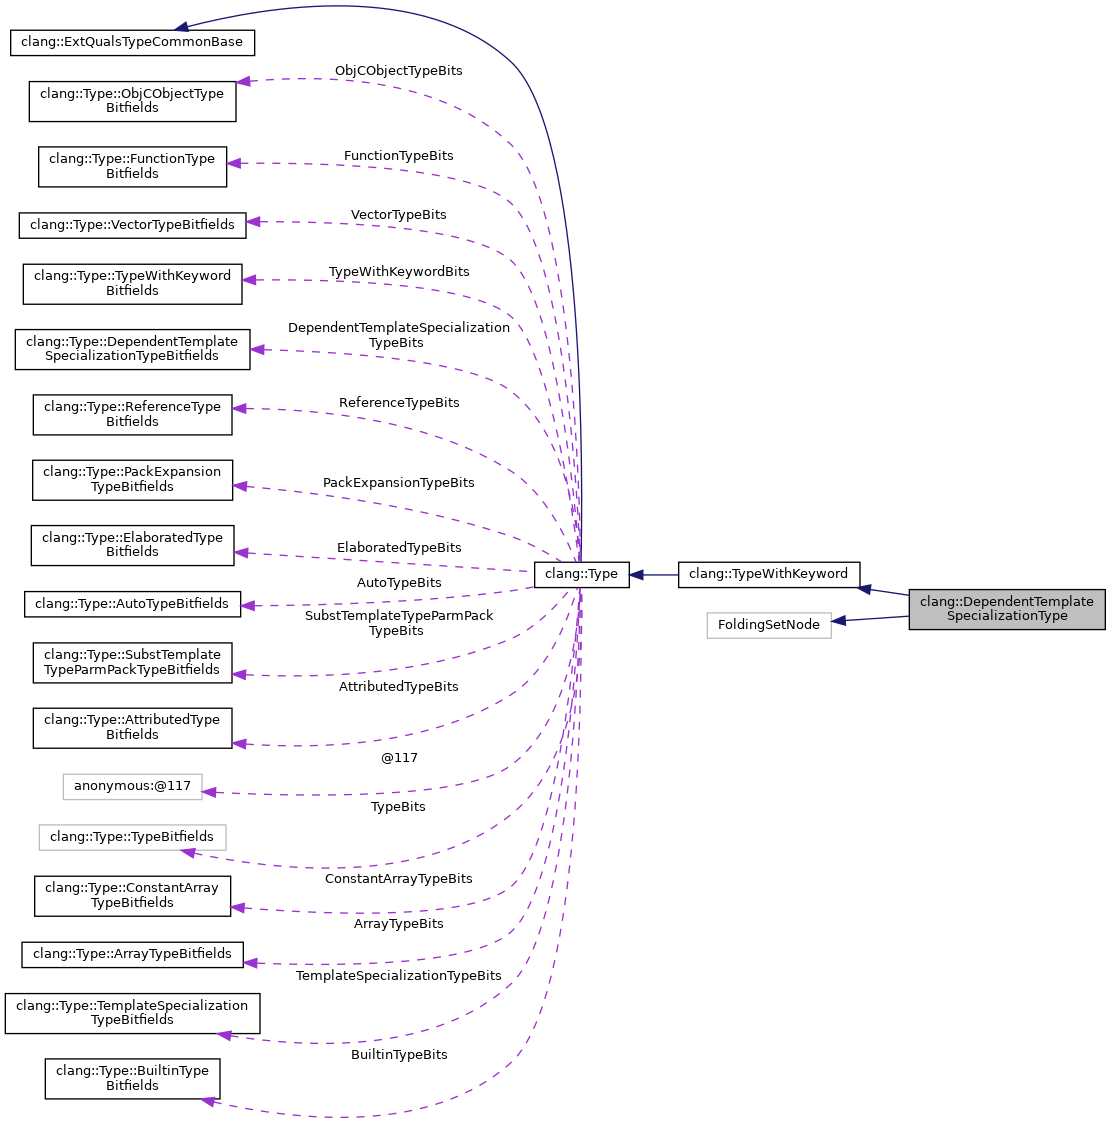 clang::ExtQualsTypeCommonBase
ObjCObjectTypeBits
clang::Type::ObjCObjectType
Bitfields
FunctionTypeBits
clang::Type::FunctionType
Bitfields
VectorTypeBits
clang::Type::VectorTypeBitfields
TypeWithKeywordBits
clang::Type::TypeWithKeyword
Bitfields
DependentTemplateSpecialization
TypeBits
clang::Type::DependentTemplate
SpecializationTypeBitfields
ReferenceTypeBits
clang::Type::ReferenceType
Bitfields
PackExpansionTypeBits
clang::Type::PackExpansion
TypeBitfields
ElaboratedTypeBits
clang::Type::ElaboratedType
Bitfields
clang::Type
clang::TypeWithKeyword
AutoTypeBits
clang::Type::AutoTypeBitfields
clang::DependentTemplate
SpecializationType
FoldingSetNode
SubstTemplateTypeParmPack
TypeBits
clang::Type::SubstTemplate
TypeParmPackTypeBitfields
AttributedTypeBits
clang::Type::AttributedType
Bitfields
@117
anonymous:@117
TypeBits
clang::Type::TypeBitfields
ConstantArrayTypeBits
clang::Type::ConstantArray
TypeBitfields
ArrayTypeBits
clang::Type::ArrayTypeBitfields
TemplateSpecializationTypeBits
clang::Type::TemplateSpecialization
TypeBitfields
BuiltinTypeBits
clang::Type::BuiltinType
Bitfields